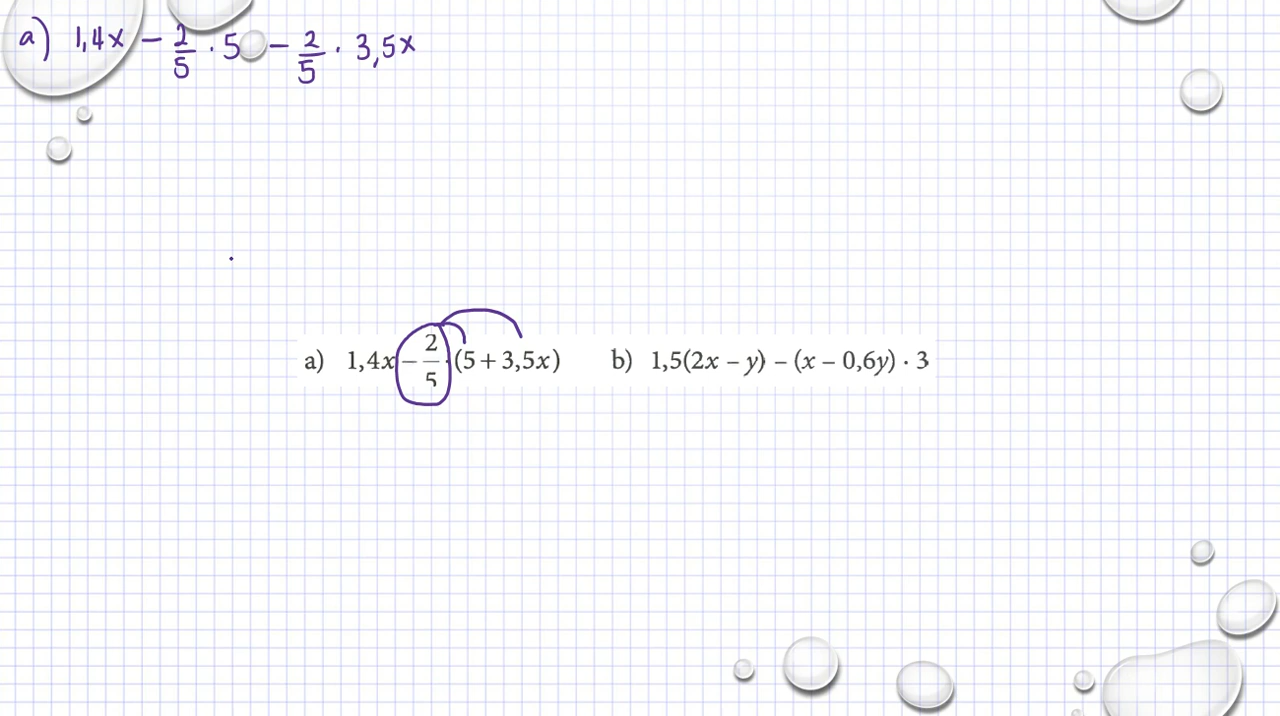 a) 1,4x − 2/5 · 5 − 2/5 · 3,5x
a) 1,4x − 2/5 · (5 + 3,5x) b) 1,5(2x − y) − (x − 0,6y) · 3